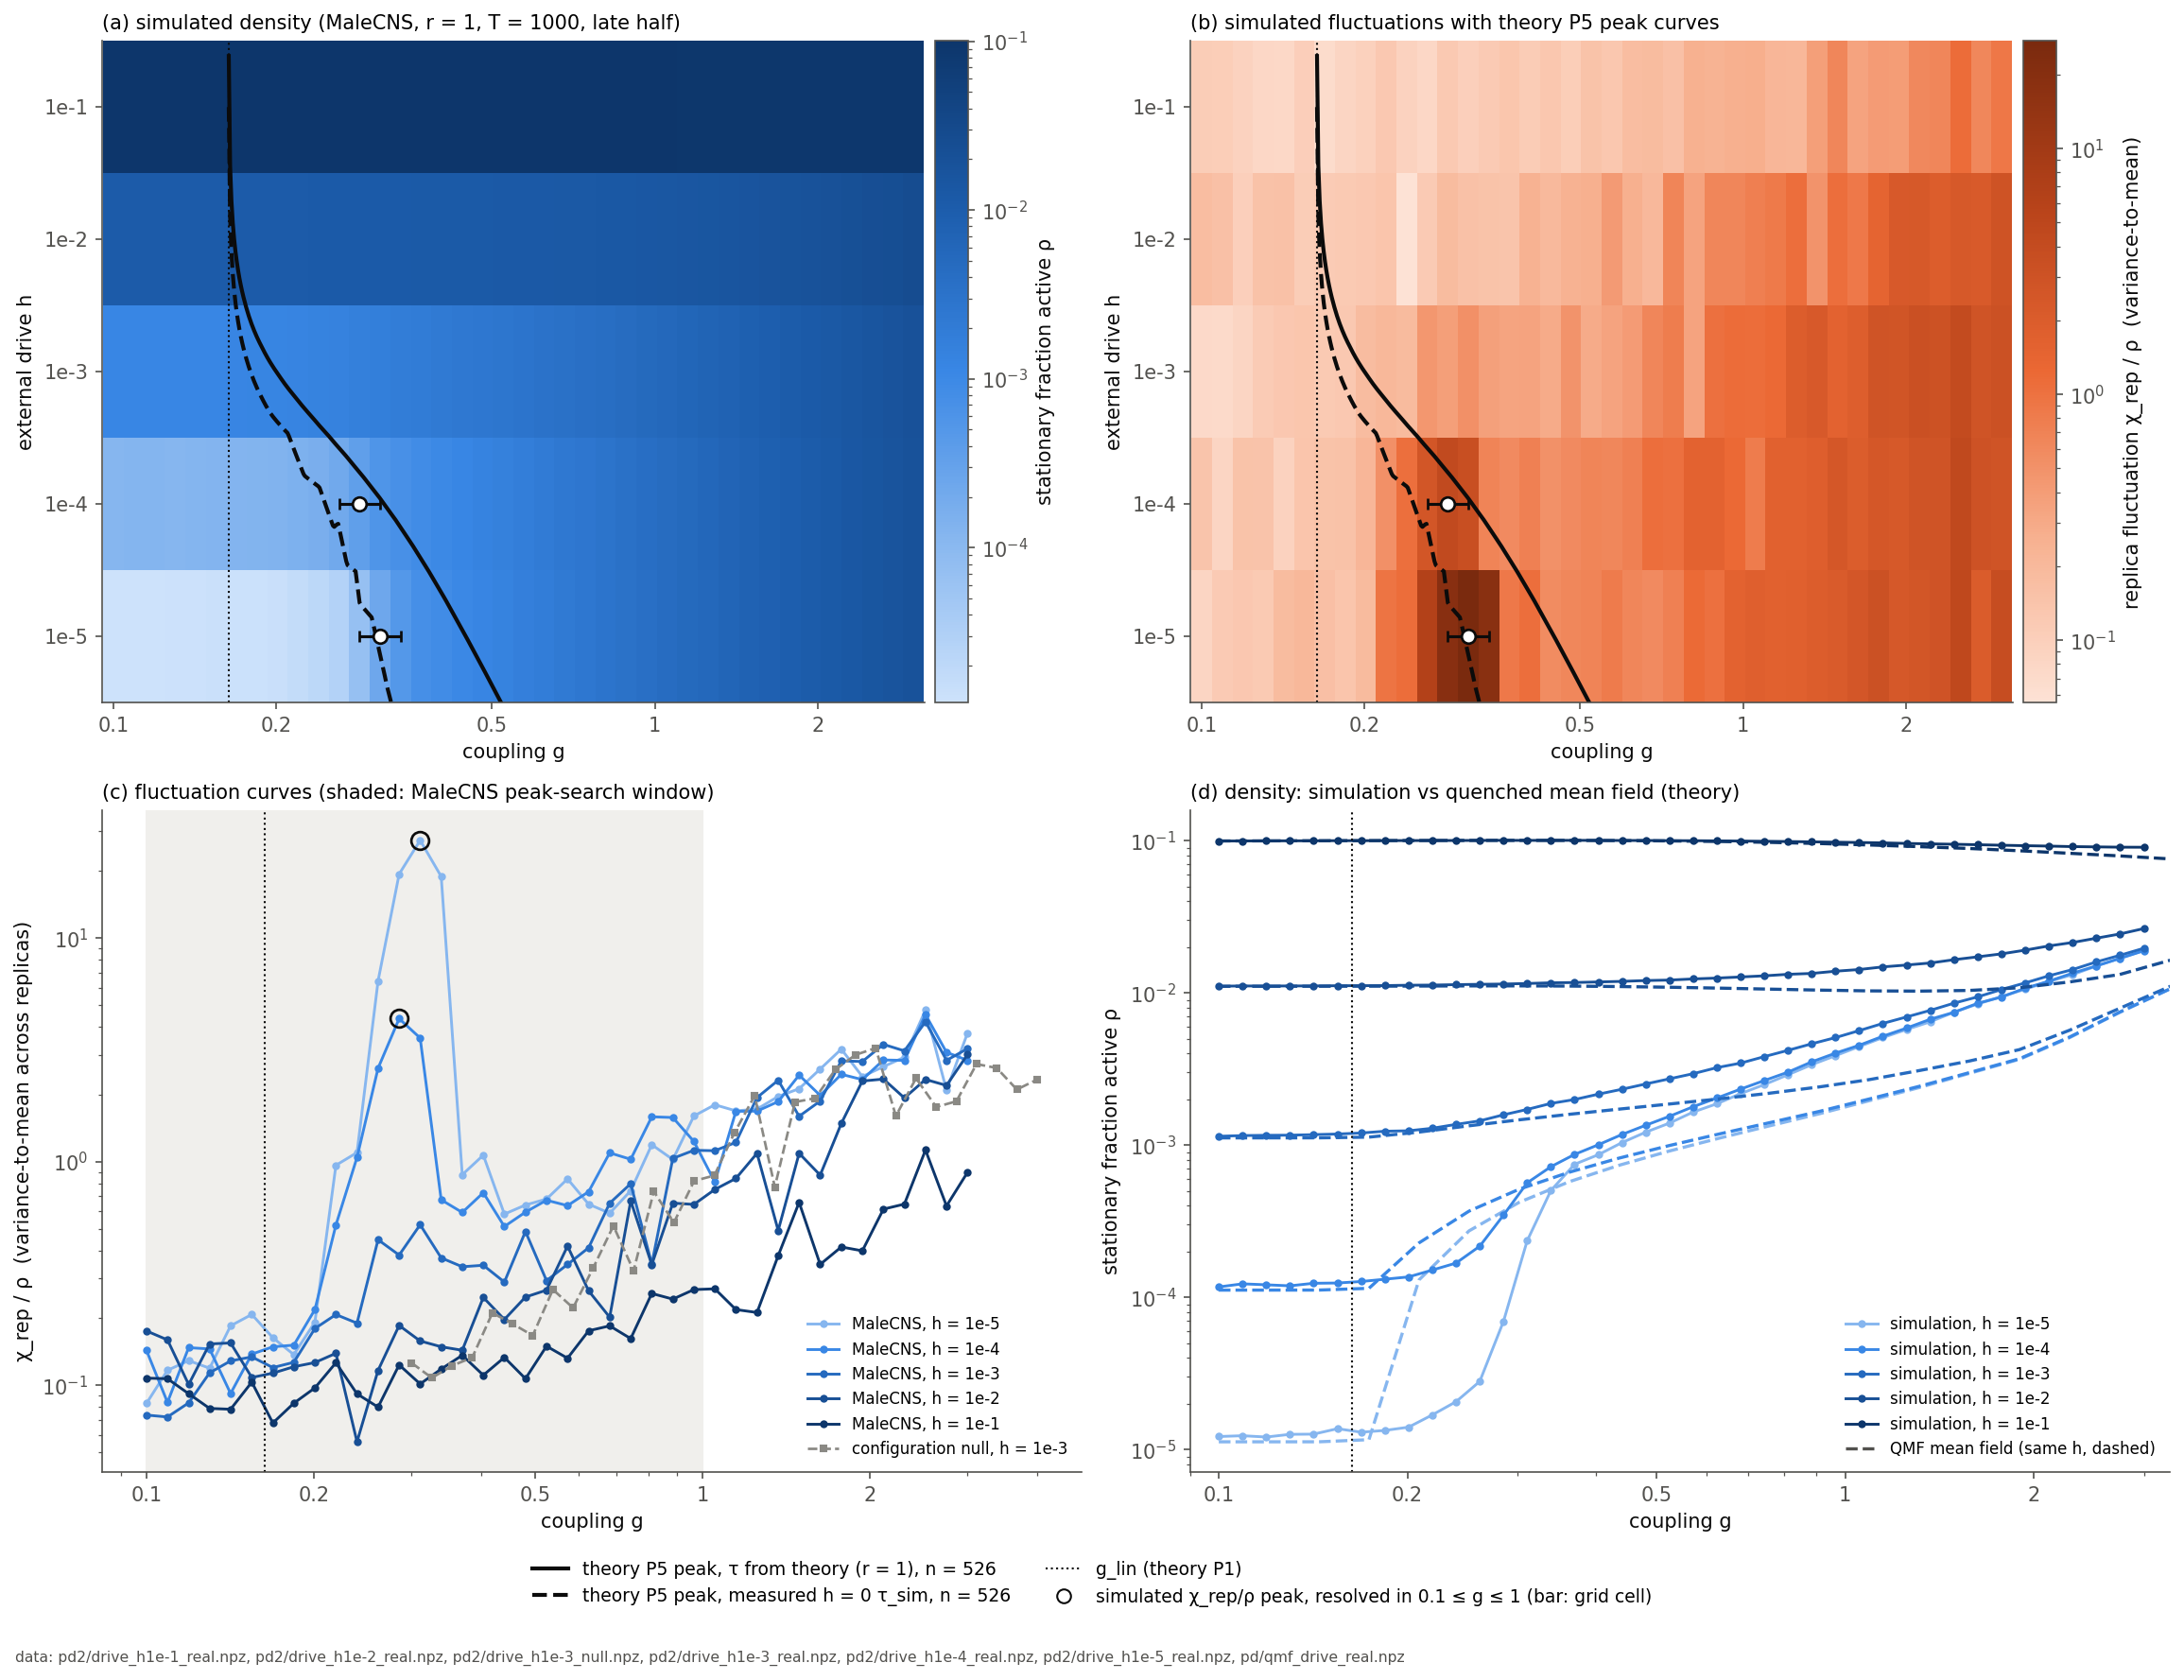 (a) simulated density (MaleCNS, r = 1, T = 1000, late half)
external drive h
1e-1
1e-2
1e-3
1e-4
1e-5
0.1
0.2
0.5
1
2
coupling g
10⁻¹
10⁻²
10⁻³
10⁻⁴
stationary fraction active ρ
(b) simulated fluctuations with theory P5 peak curves
external drive h
1e-1
1e-2
1e-3
1e-4
1e-5
0.1
0.2
0.5
1
2
coupling g
10¹
10⁰
10⁻¹
replica fluctuation χ_rep / ρ (variance-to-mean)
(c) fluctuation curves (shaded: MaleCNS peak-search window)
χ_rep / ρ (variance-to-mean across replicas)
10¹
10⁰
10⁻¹
MaleCNS, h = 1e-5
MaleCNS, h = 1e-4
MaleCNS, h = 1e-3
MaleCNS, h = 1e-2
MaleCNS, h = 1e-1
configuration null, h = 1e-3
0.1
0.2
0.5
1
2
coupling g
(d) density: simulation vs quenched mean field (theory)
stationary fraction active ρ
10⁻¹
10⁻²
10⁻³
10⁻⁴
10⁻⁵
simulation, h = 1e-5
simulation, h = 1e-4
simulation, h = 1e-3
simulation, h = 1e-2
simulation, h = 1e-1
QMF mean field (same h, dashed)
0.1
0.2
0.5
1
2
coupling g
theory P5 peak, τ from theory (r = 1), n = 526
theory P5 peak, measured h = 0 τ_sim, n = 526
g_lin (theory P1)
simulated χ_rep/ρ peak, resolved in 0.1 ≤ g ≤ 1 (bar: grid cell)
data: pd2/drive_h1e-1_real.npz, pd2/drive_h1e-2_real.npz, pd2/drive_h1e-3_null.npz, pd2/drive_h1e-3_real.npz, pd2/drive_h1e-4_real.npz, pd2/drive_h1e-5_real.npz, pd/qmf_drive_real.npz